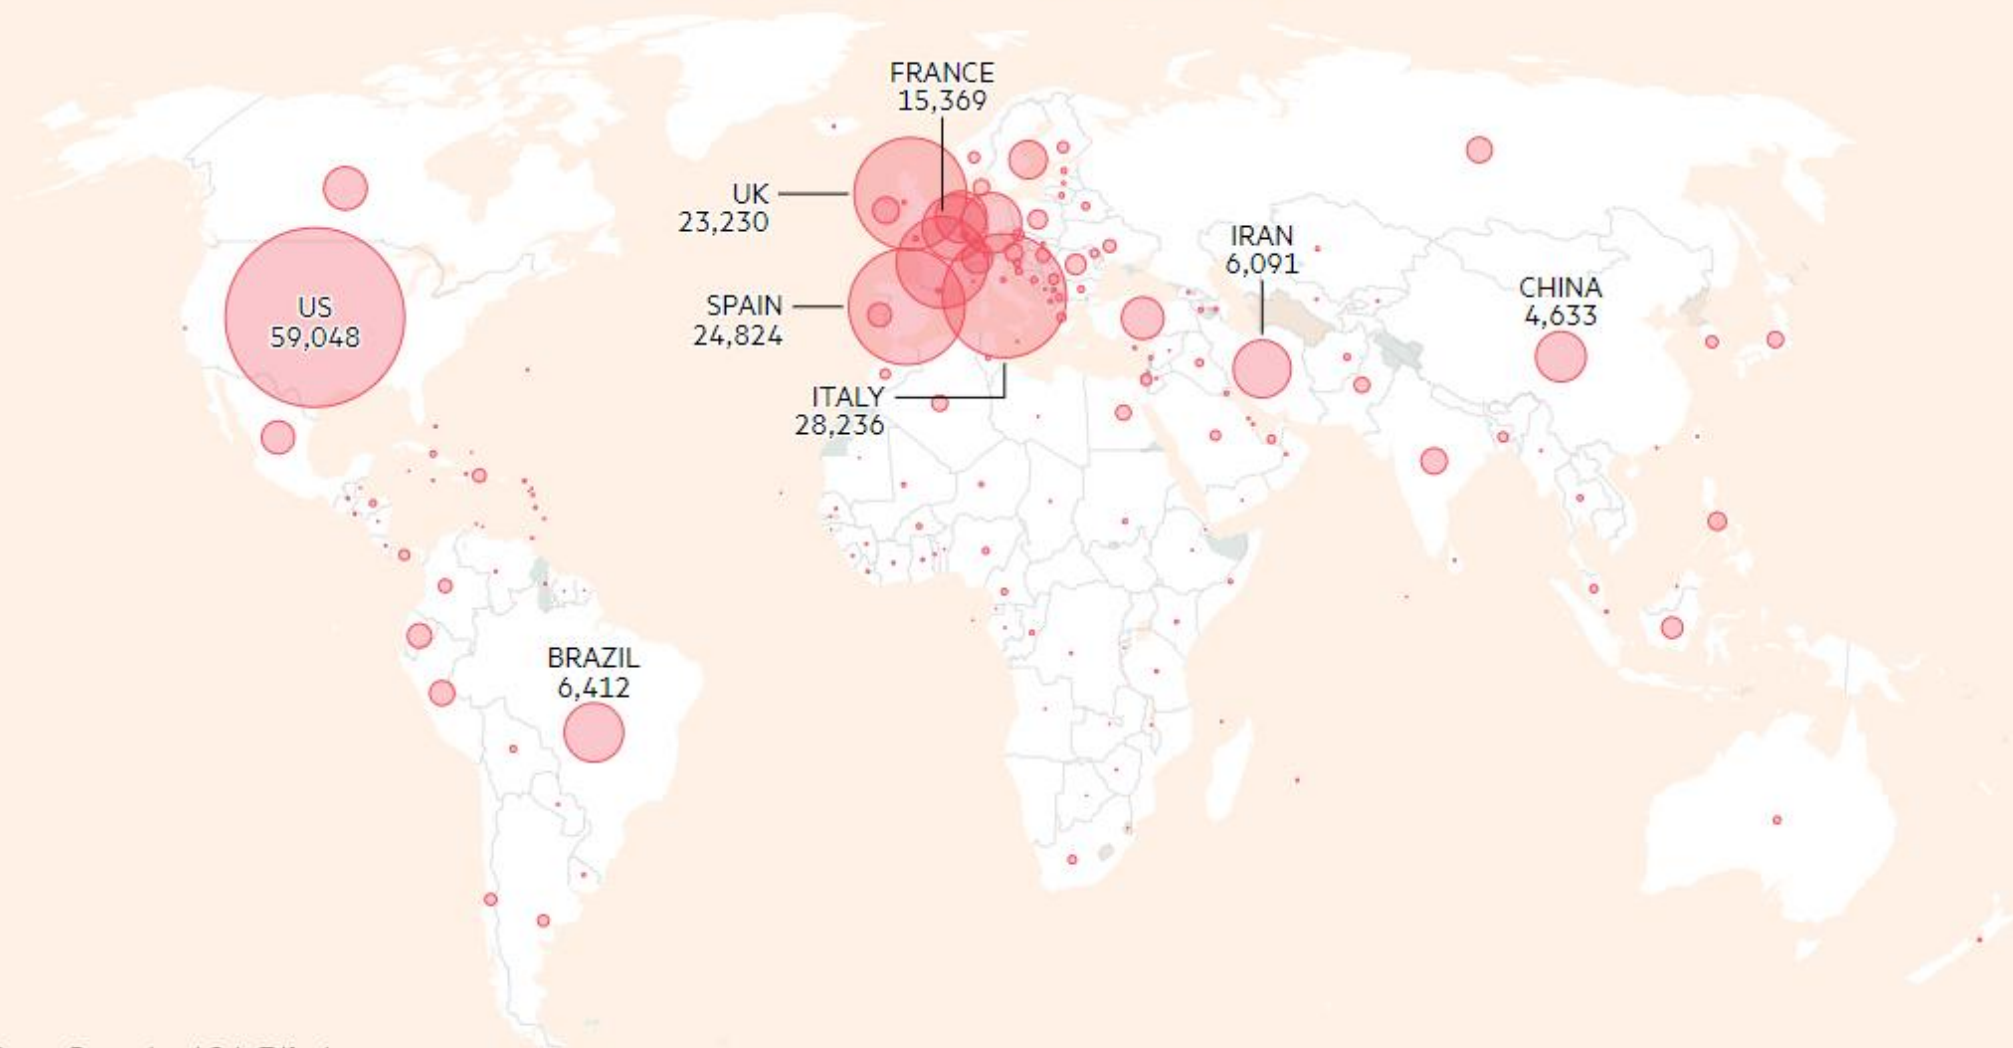 FRANCE
15,369
UK
23,230
IRAN
6,091
CHINA
4,633
US
59,048
SPAIN
24,824
ITALY
28,236
BRAZIL
6,412